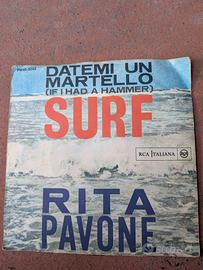 DATEMI UN
MARTELLO
(IF I HAD A HAMMER)
SURF
RCA ITALIANA
RITA
PAVONE